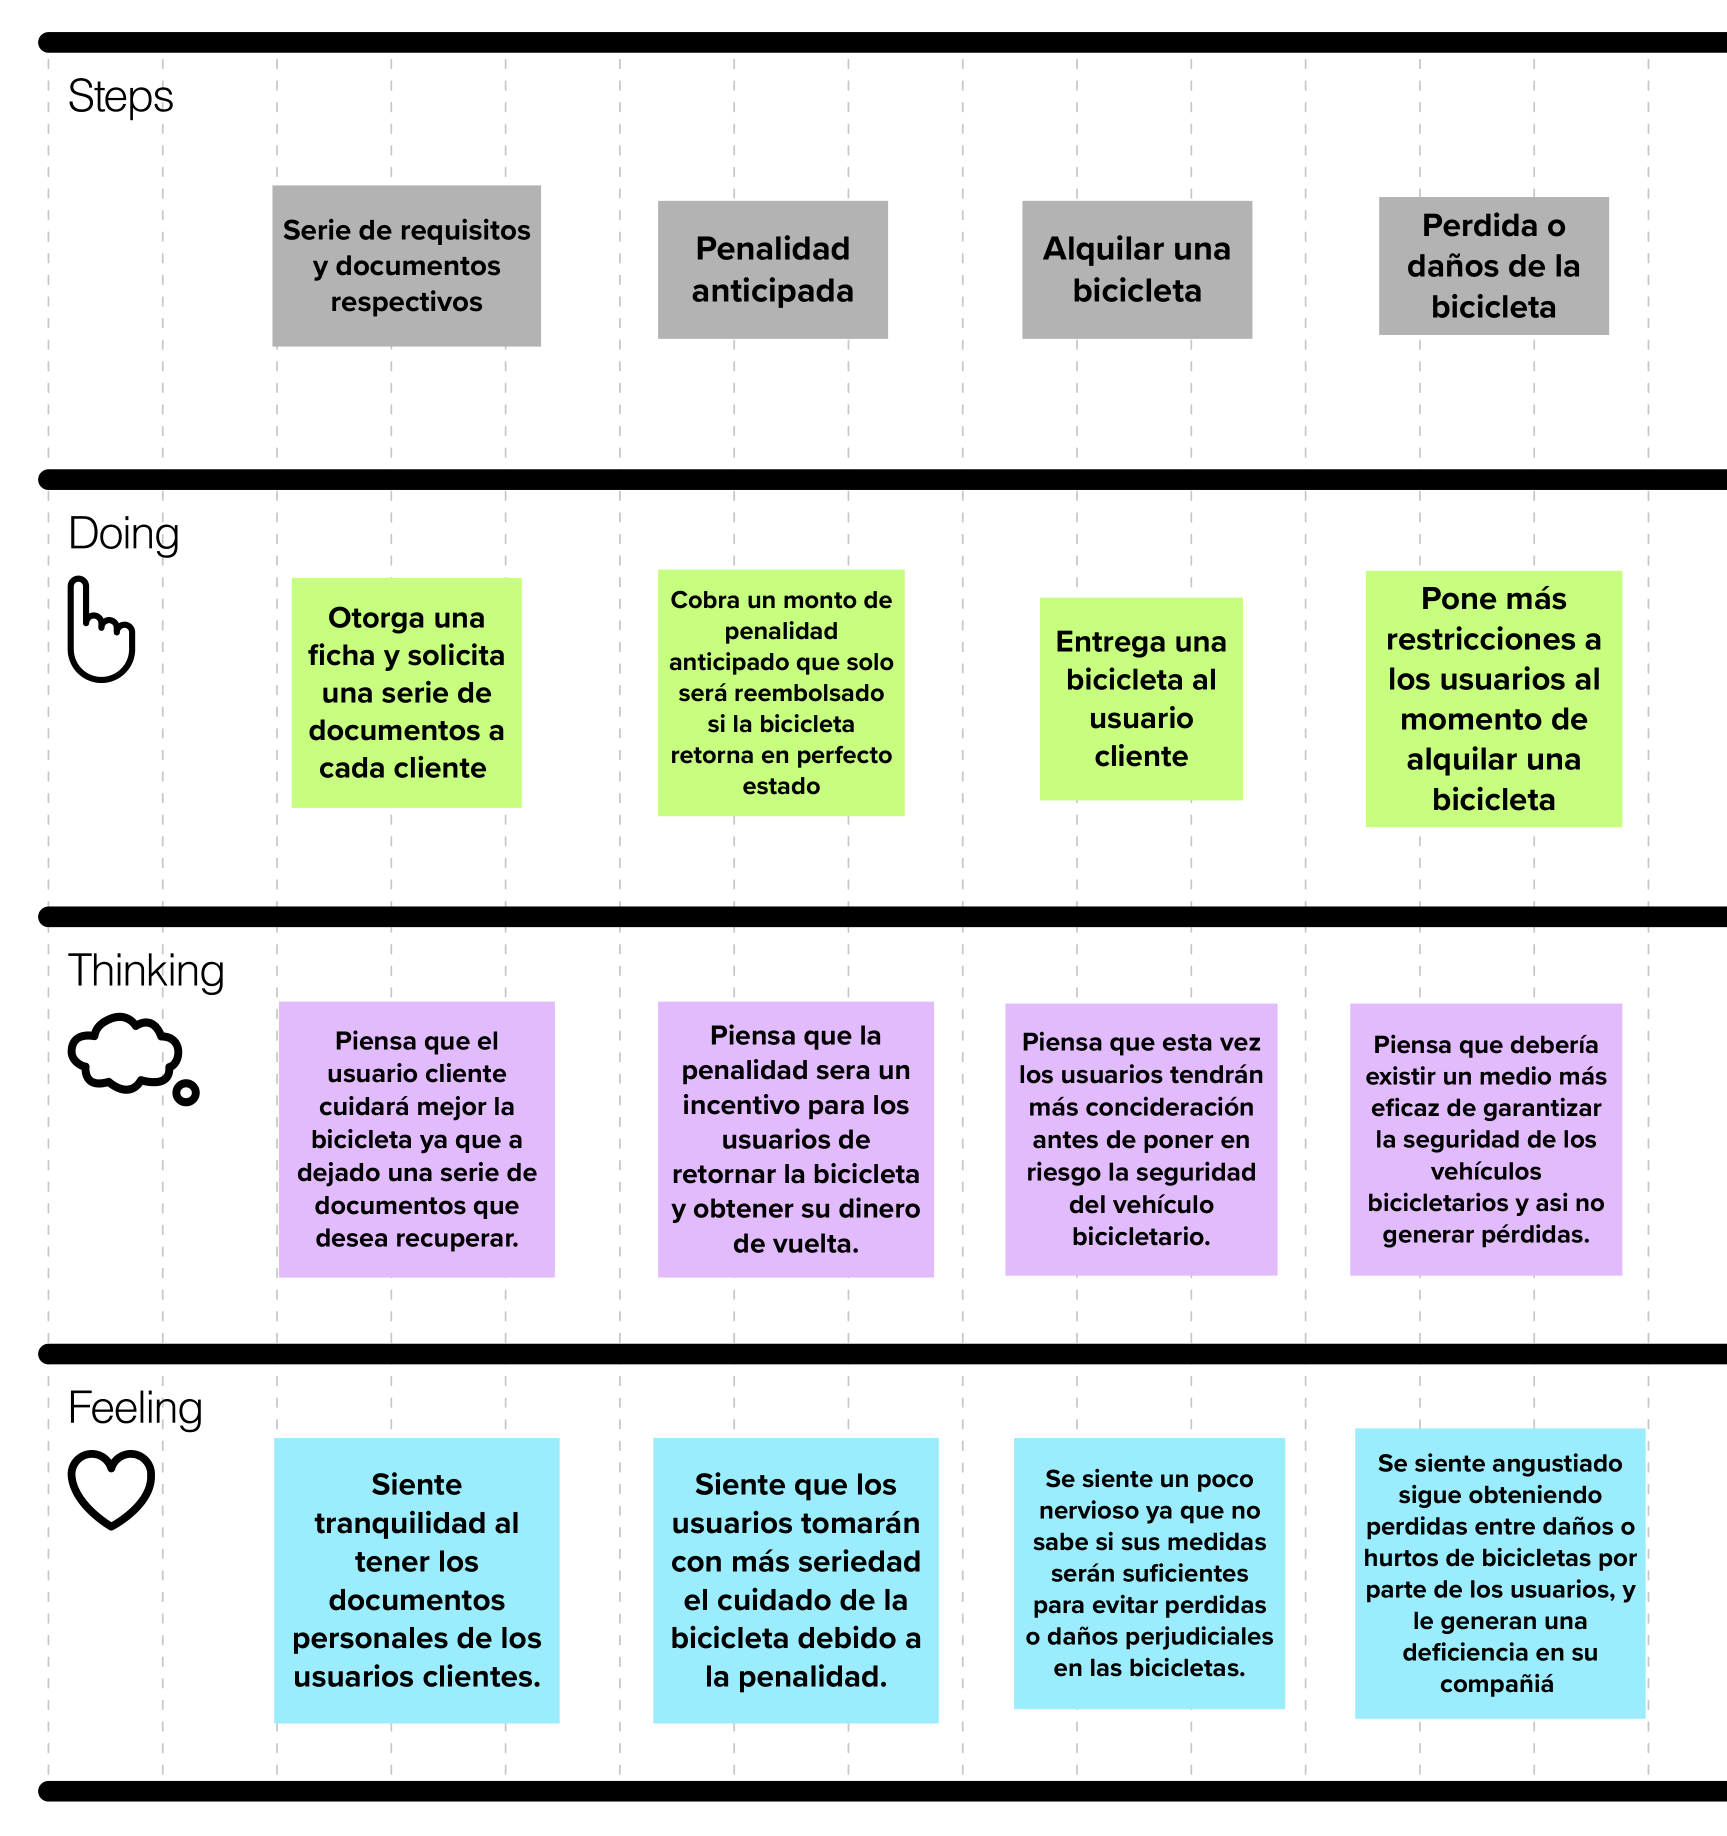 Steps
Serie de requisitos
y documentos
respectivos
Penalidad
anticipada
Alquilar una
bicicleta
Perdida o
daños de la
bicicleta
Doing
Otorga una
ficha y solicita
una serie de
documentos a
cada cliente
Cobra un monto de
penalidad
anticipado que solo
será reembolsado
si la bicicleta
retorna en perfecto
estado
Entrega una
bicicleta al
usuario
cliente
Pone más
restricciones a
los usuarios al
momento de
alquilar una
bicicleta
Thinking
Piensa que el
usuario cliente
cuidará mejor la
bicicleta ya que a
dejado una serie de
documentos que
desea recuperar.
Piensa que la
penalidad sera un
incentivo para los
usuarios de
retornar la bicicleta
y obtener su dinero
de vuelta.
Piensa que esta vez
los usuarios tendrán
más concideración
antes de poner en
riesgo la seguridad
del vehículo
bicicletario.
Piensa que debería
existir un medio más
eficaz de garantizar
la seguridad de los
vehículos
bicicletarios y asi no
generar pérdidas.
Feeling
Siente
tranquilidad al
tener los
documentos
personales de los
usuarios clientes.
Siente que los
usuarios tomarán
con más seriedad
el cuidado de la
bicicleta debido a
la penalidad.
Se siente un poco
nervioso ya que no
sabe si sus medidas
serán suficientes
para evitar perdidas
o daños perjudiciales
en las bicicletas.
Se siente angustiado
sigue obteniendo
perdidas entre daños o
hurtos de bicicletas por
parte de los usuarios, y
le generan una
deficiencia en su
compañiá